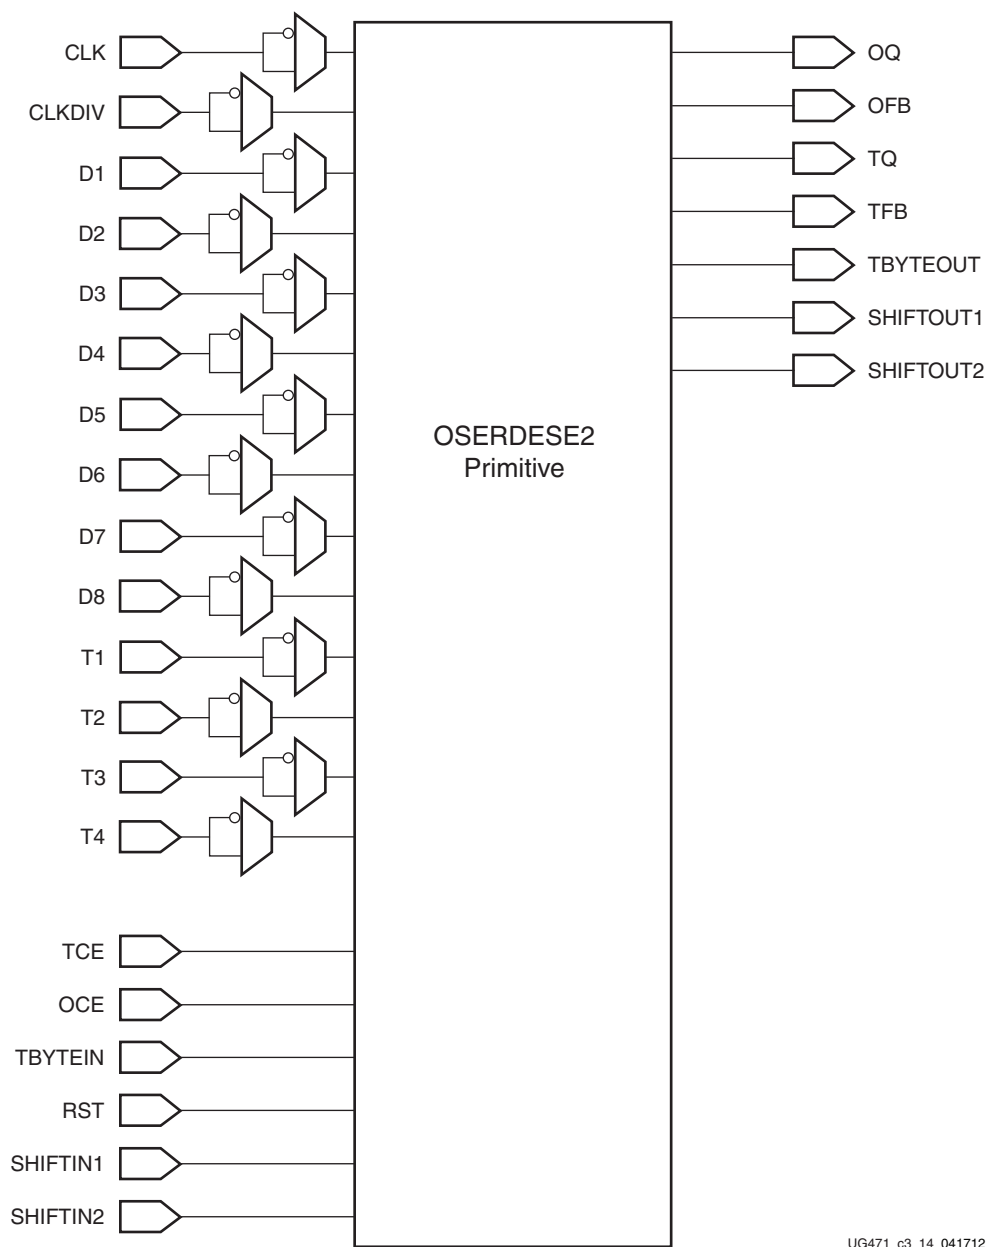 CLK
CLKDIV
D1
D2
D3
D4
D5
D6
D7
D8
T1
T2
T3
T4
TCE
OCE
TBYTEIN
RST
SHIFTIN1
SHIFTIN2
OSERDESE2
Primitive
OQ
OFB
TQ
TFB
TBYTEOUT
SHIFTOUT1
SHIFTOUT2
UG471_c3_14_041712